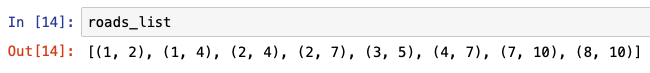 In [14]: roads_list
Out[14]: [(1, 2), (1, 4), (2, 4), (2, 7), (3, 5), (4, 7), (7, 10), (8, 10)]